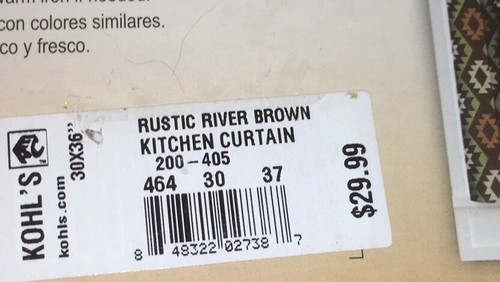 con colores similares.
co y fresco.
KOHL'S
kohls.com
30X36"
RUSTIC RIVER BROWN
KITCHEN CURTAIN
200-405
464 30 37
$29.99
8 48322 02738 7